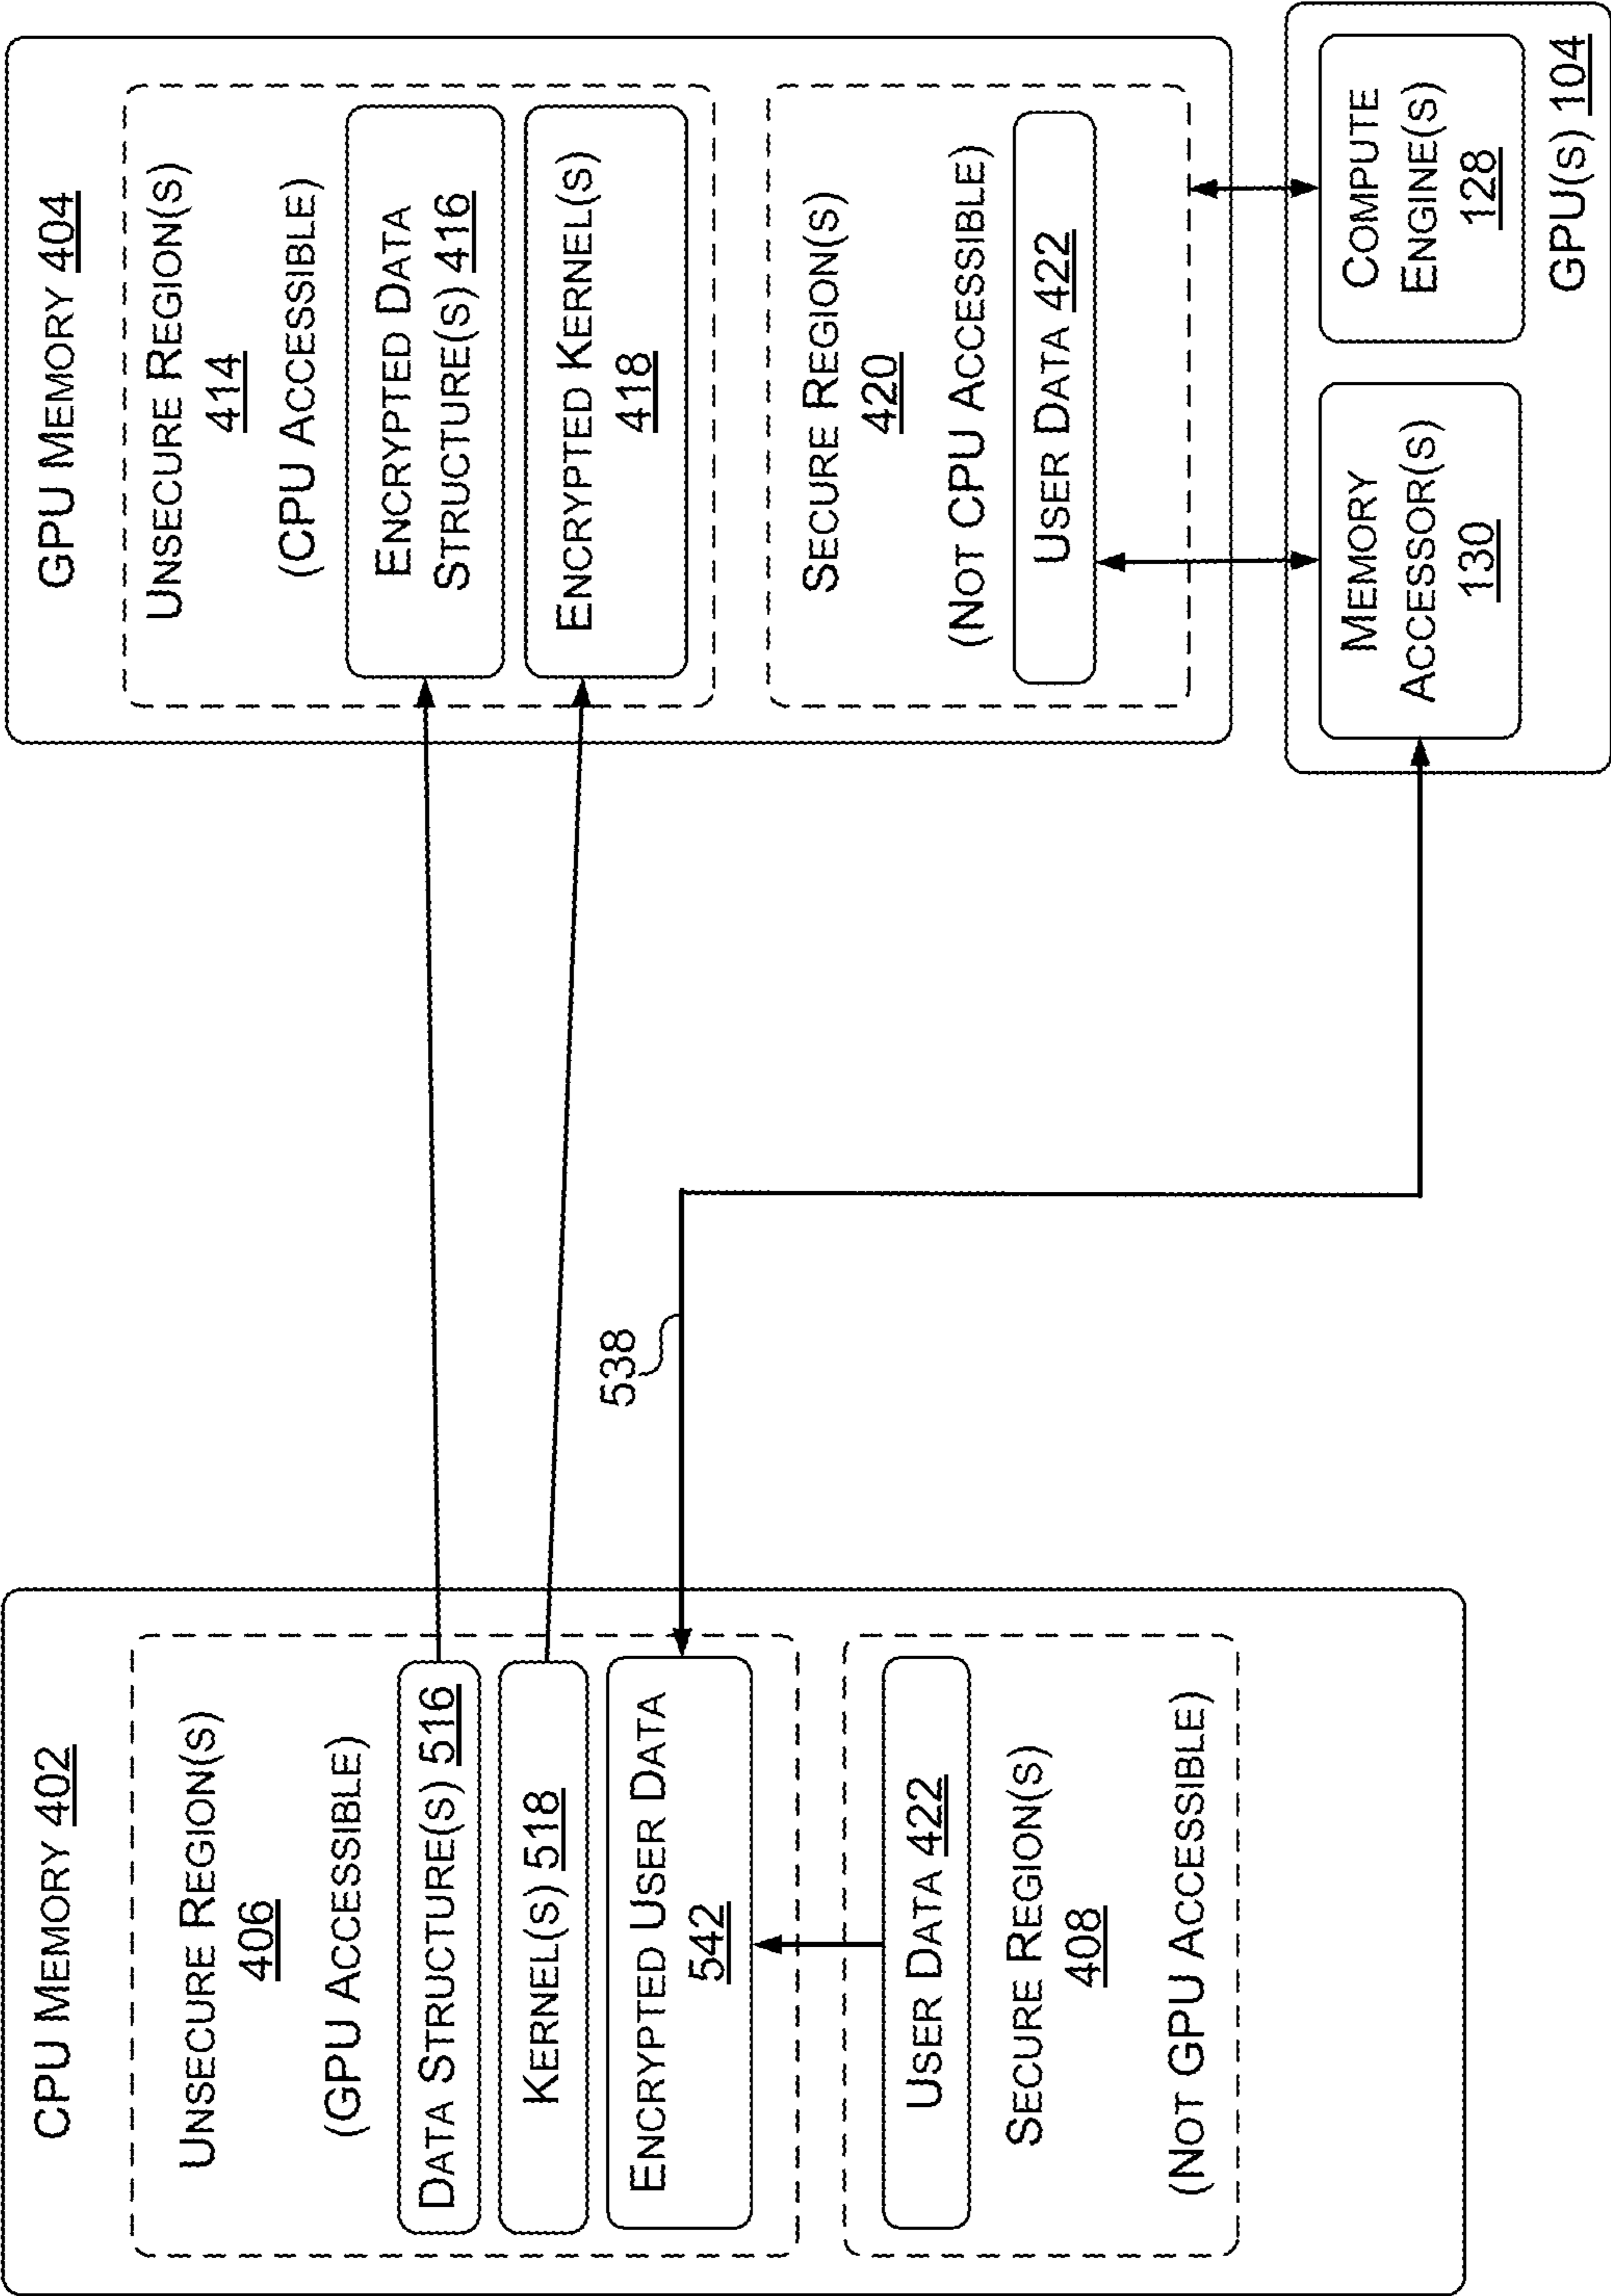 CPU MEMORY 402
UNSECURE REGION(S)
406
(GPU ACCESSIBLE)
DATA STRUCTURE(S) 516
KERNEL(S) 518
ENCRYPTED USER DATA
542
USER DATA 422
SECURE REGION(S)
408
(NOT GPU ACCESSIBLE)
538
GPU MEMORY 404
UNSECURE REGION(S)
414
(CPU ACCESSIBLE)
ENCRYPTED DATA
STRUCTURE(S) 416
ENCRYPTED KERNEL(S)
418
SECURE REGION(S)
420
(NOT CPU ACCESSIBLE)
USER DATA 422
MEMORY
ACCESSOR(S)
130
COMPUTE
ENGINE(S)
128
GPU(S) 104